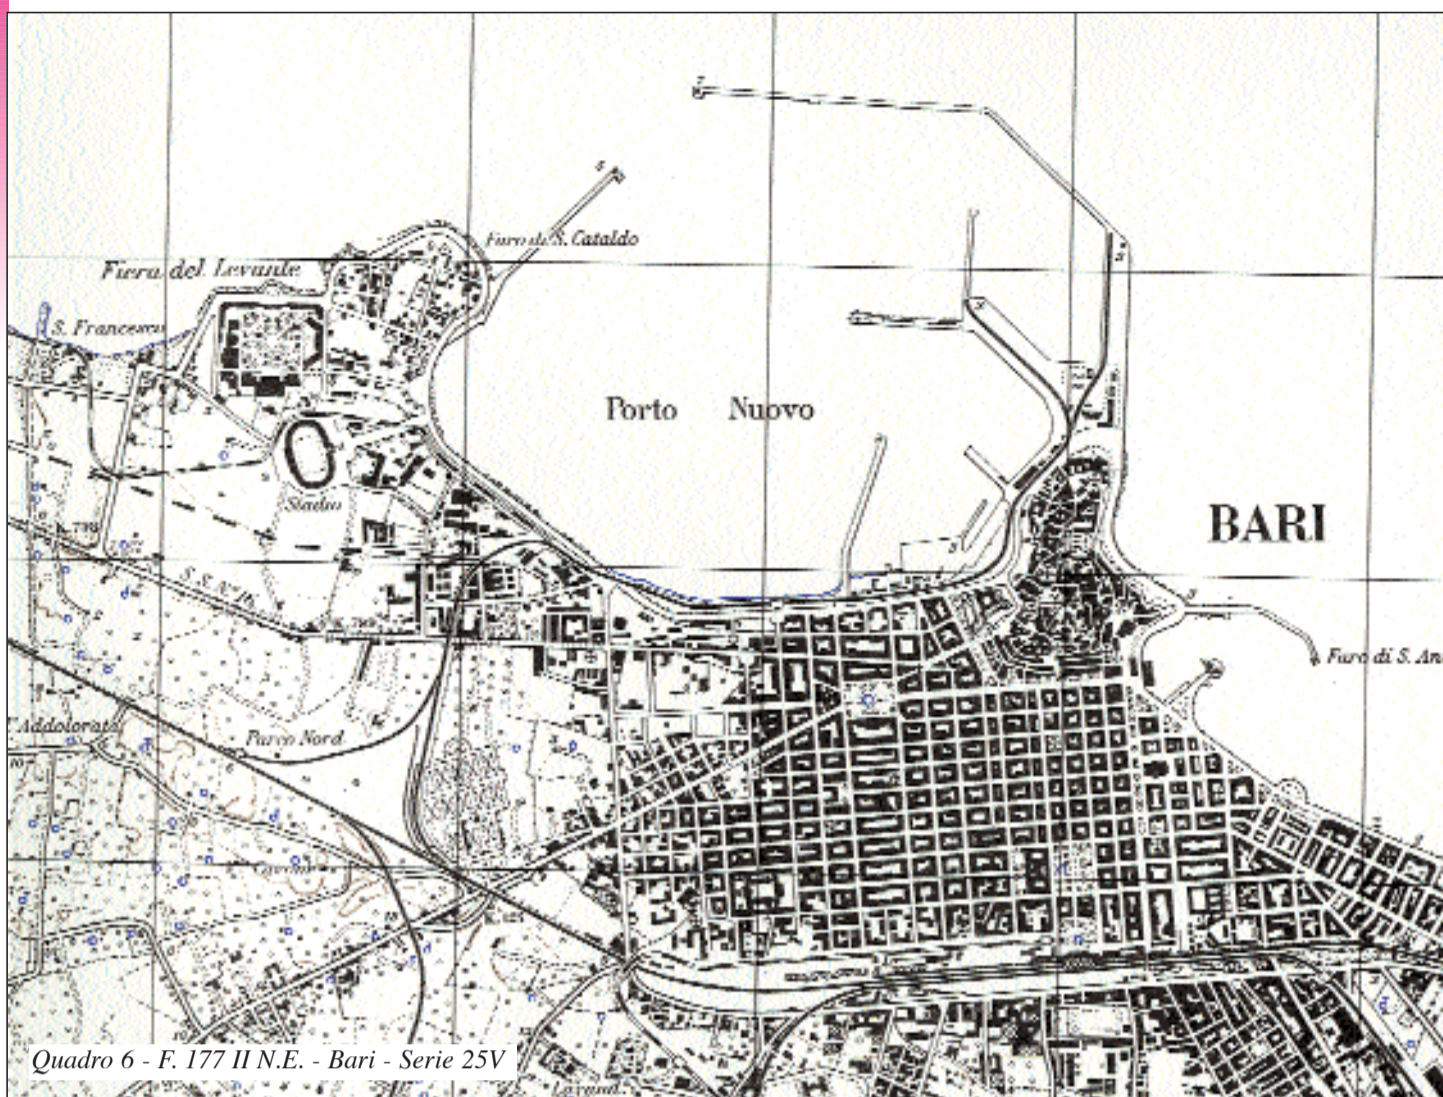 Faro di S. Cataldo
Fiera del Levante
S. Francesco
Porto Nuovo
BARI
Stadio
S. S. N° 16
Faro di S. An
Addolorata
Parco Nord
Quadro 6 - F. 177 II N.E. - Bari - Serie 25V